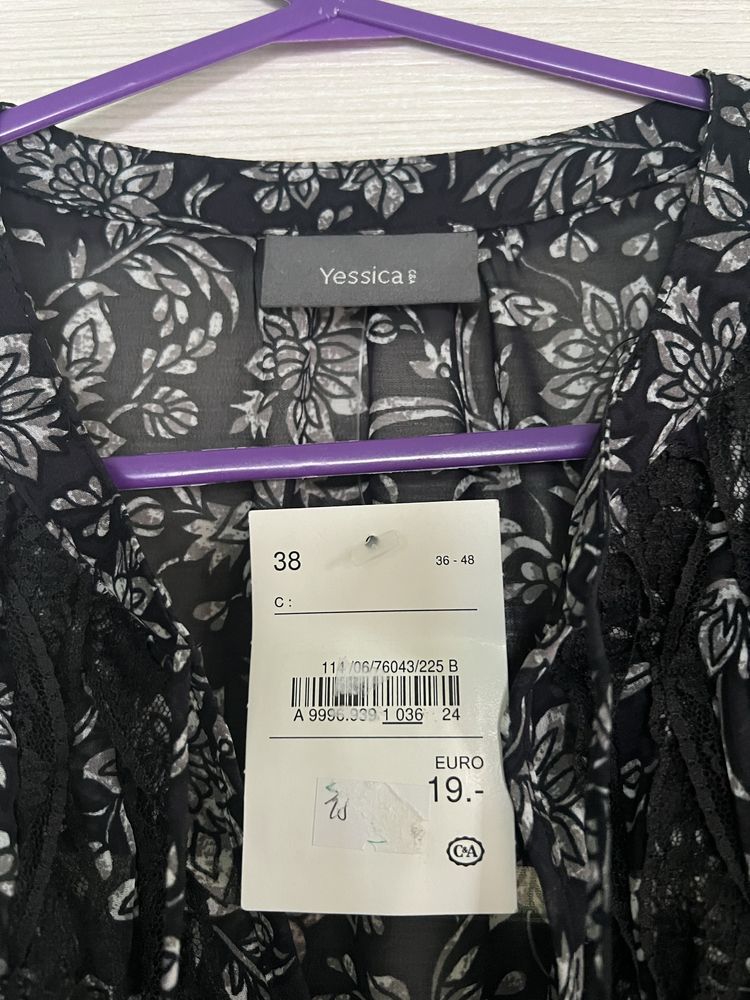 Yessica C&A
38 36 - 48
C :
114/06/76043/225 B
A 9996.939 1 036 24
EURO
19.-
C&A